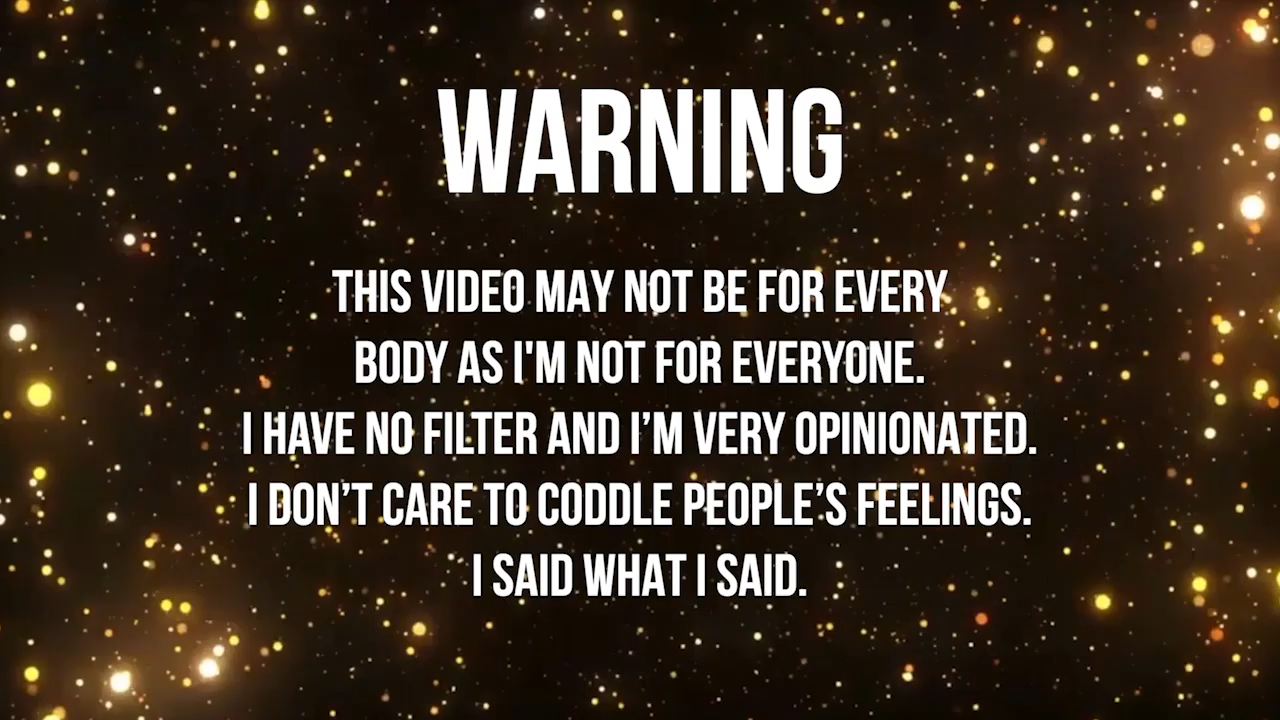 WARNING
THIS VIDEO MAY NOT BE FOR EVERY
BODY AS I'M NOT FOR EVERYONE.
I HAVE NO FILTER AND I’M VERY OPINIONATED.
I DON’T CARE TO CODDLE PEOPLE’S FEELINGS.
I SAID WHAT I SAID.